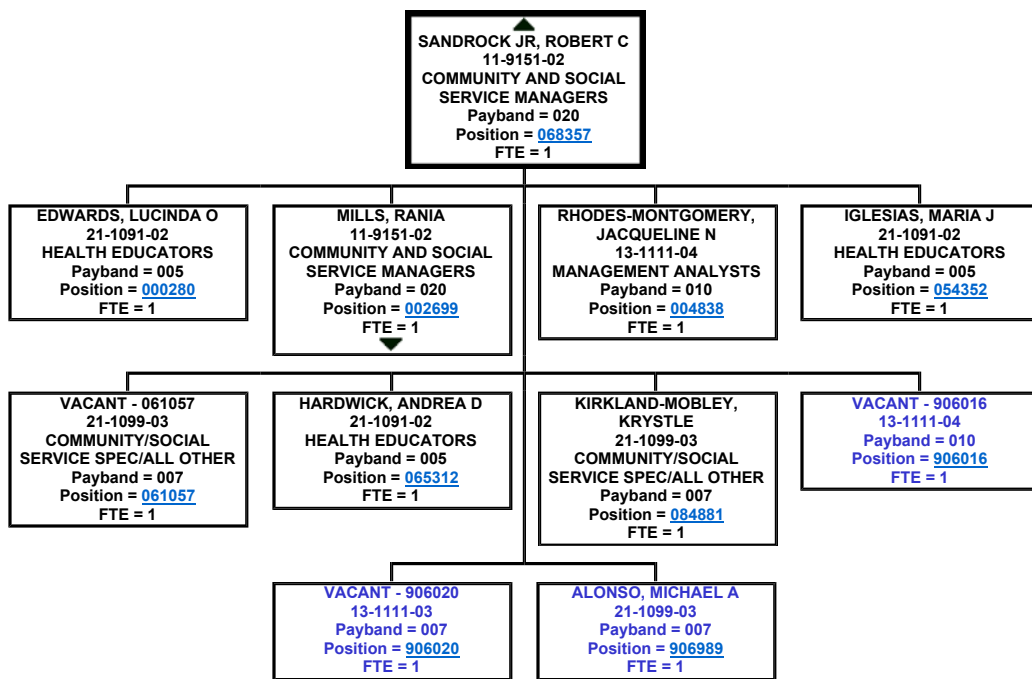 SANDROCK JR, ROBERT C
11-9151-02
COMMUNITY AND SOCIAL
SERVICE MANAGERS
Payband = 020
Position = 068357
FTE = 1
EDWARDS, LUCINDA O
21-1091-02
HEALTH EDUCATORS
Payband = 005
Position = 000280
FTE = 1
MILLS, RANIA
11-9151-02
COMMUNITY AND SOCIAL
SERVICE MANAGERS
Payband = 020
Position = 002699
FTE = 1
RHODES-MONTGOMERY,
JACQUELINE N
13-1111-04
MANAGEMENT ANALYSTS
Payband = 010
Position = 004838
FTE = 1
IGLESIAS, MARIA J
21-1091-02
HEALTH EDUCATORS
Payband = 005
Position = 054352
FTE = 1
VACANT - 061057
21-1099-03
COMMUNITY/SOCIAL
SERVICE SPEC/ALL OTHER
Payband = 007
Position = 061057
FTE = 1
HARDWICK, ANDREA D
21-1091-02
HEALTH EDUCATORS
Payband = 005
Position = 065312
FTE = 1
KIRKLAND-MOBLEY,
KRYSTLE
21-1099-03
COMMUNITY/SOCIAL
SERVICE SPEC/ALL OTHER
Payband = 007
Position = 084881
FTE = 1
VACANT - 906016
13-1111-04
Payband = 010
Position = 906016
FTE = 1
VACANT - 906020
13-1111-03
Payband = 007
Position = 906020
FTE = 1
ALONSO, MICHAEL A
21-1099-03
Payband = 007
Position = 906989
FTE = 1